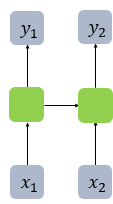 y₁ y₂
x₁ x₂